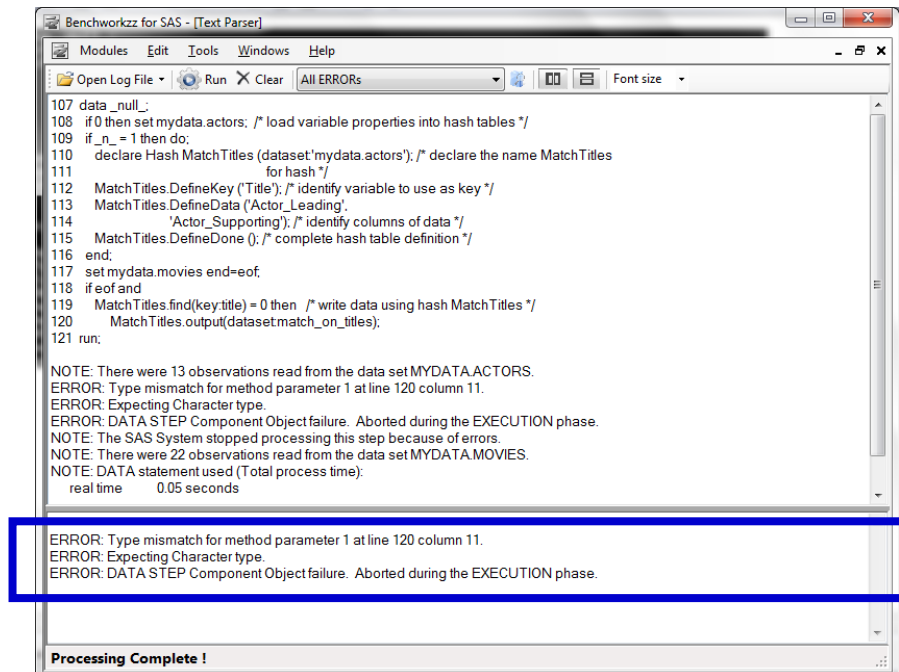 Benchworkzz for SAS - [Text Parser]
Modules Edit Tools Windows Help
Open Log File Run Clear All ERRORs Font size
107 data _null_;
108 if 0 then set mydata.actors; /* load variable properties into hash tables */
109 if _n_ = 1 then do;
110 declare Hash MatchTitles (dataset:'mydata.actors'); /* declare the name MatchTitles
111 for hash */
112 MatchTitles.DefineKey ('Title'); /* identify variable to use as key */
113 MatchTitles.DefineData ('Actor_Leading',
114 'Actor_Supporting'); /* identify columns of data */
115 MatchTitles.DefineDone (); /* complete hash table definition */
116 end;
117 set mydata.movies end=eof;
118 if eof and
119 MatchTitles.find(key:title) = 0 then /* write data using hash MatchTitles */
120 MatchTitles.output(dataset:match_on_titles);
121 run;
NOTE: There were 13 observations read from the data set MYDATA.ACTORS.
ERROR: Type mismatch for method parameter 1 at line 120 column 11.
ERROR: Expecting Character type.
ERROR: DATA STEP Component Object failure. Aborted during the EXECUTION phase.
NOTE: The SAS System stopped processing this step because of errors.
NOTE: There were 22 observations read from the data set MYDATA.MOVIES.
NOTE: DATA statement used (Total process time):
real time 0.05 seconds
ERROR: Type mismatch for method parameter 1 at line 120 column 11.
ERROR: Expecting Character type.
ERROR: DATA STEP Component Object failure. Aborted during the EXECUTION phase.
Processing Complete !